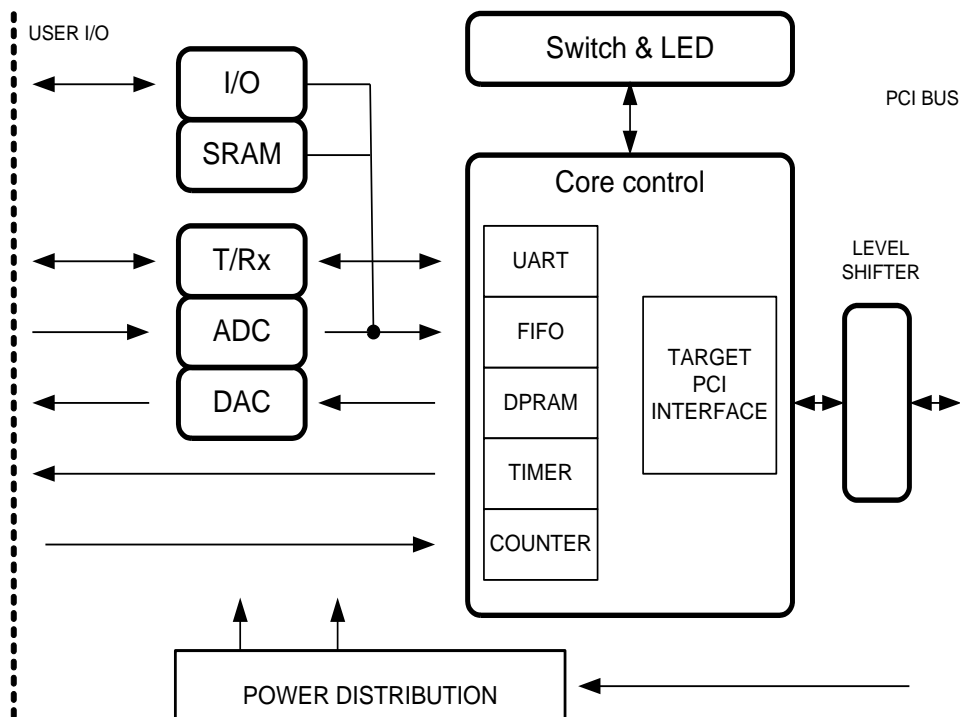 USER I/O
Switch & LED
I/O
PCI BUS
SRAM
Core control
T/Rx
UART
LEVEL
SHIFTER
ADC
FIFO
TARGET
PCI
INTERFACE
DAC
DPRAM
TIMER
COUNTER
POWER DISTRIBUTION